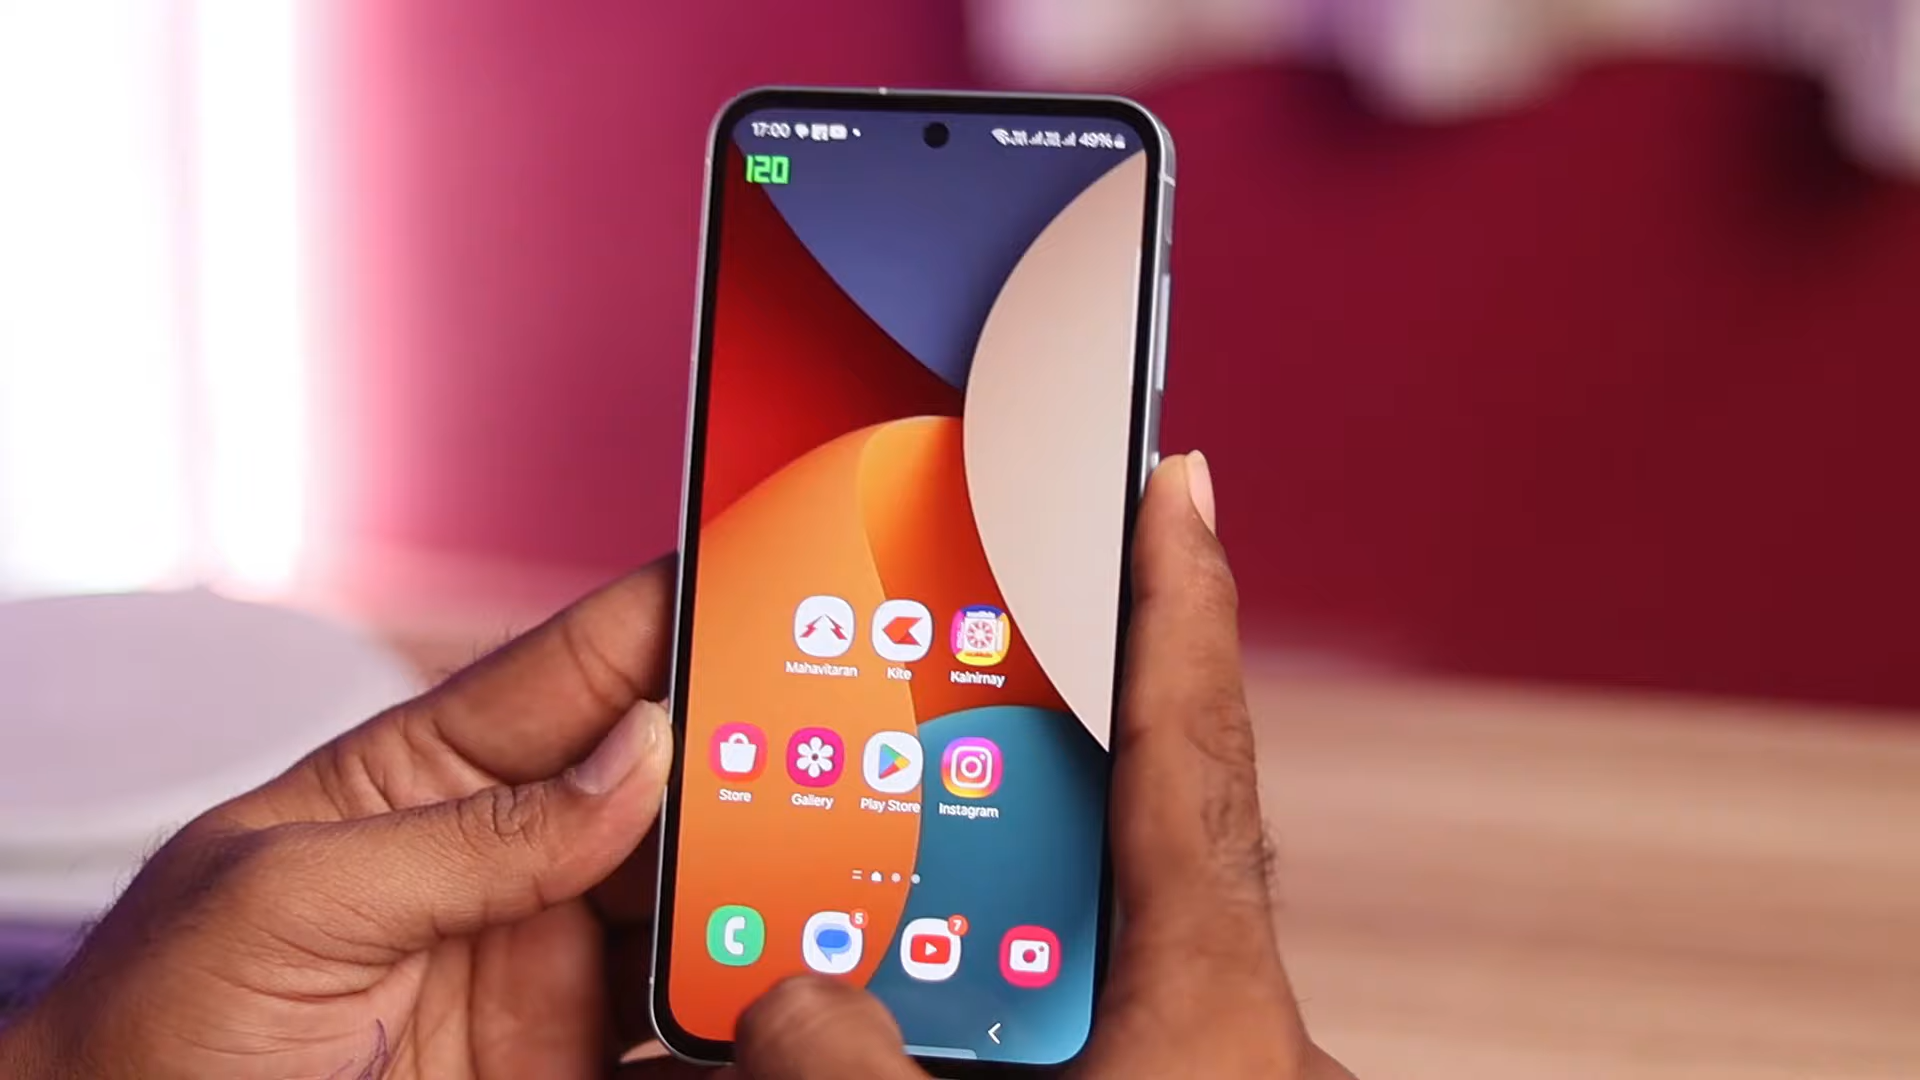 17:00 49%
120
Mahavitaran Kite Kalnirnay
Store Gallery Play Store Instagram
5 7